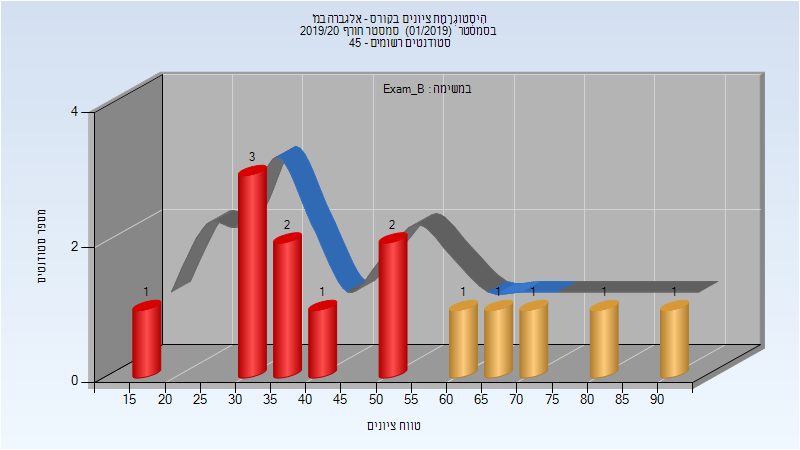 היסטוגרמת ציונים בקורס - אלגברה במ'
בסמסטר (01/2019) סמסטר חורף 2019/20
סטודנטים רשומים - 45
במשימה : Exam_B
מספר סטודנטים
4
2
0
1
3
2
1
2
1
1
1
1
1
15 20 25 30 35 40 45 50 55 60 65 70 75 80 85 90
טווח ציונים